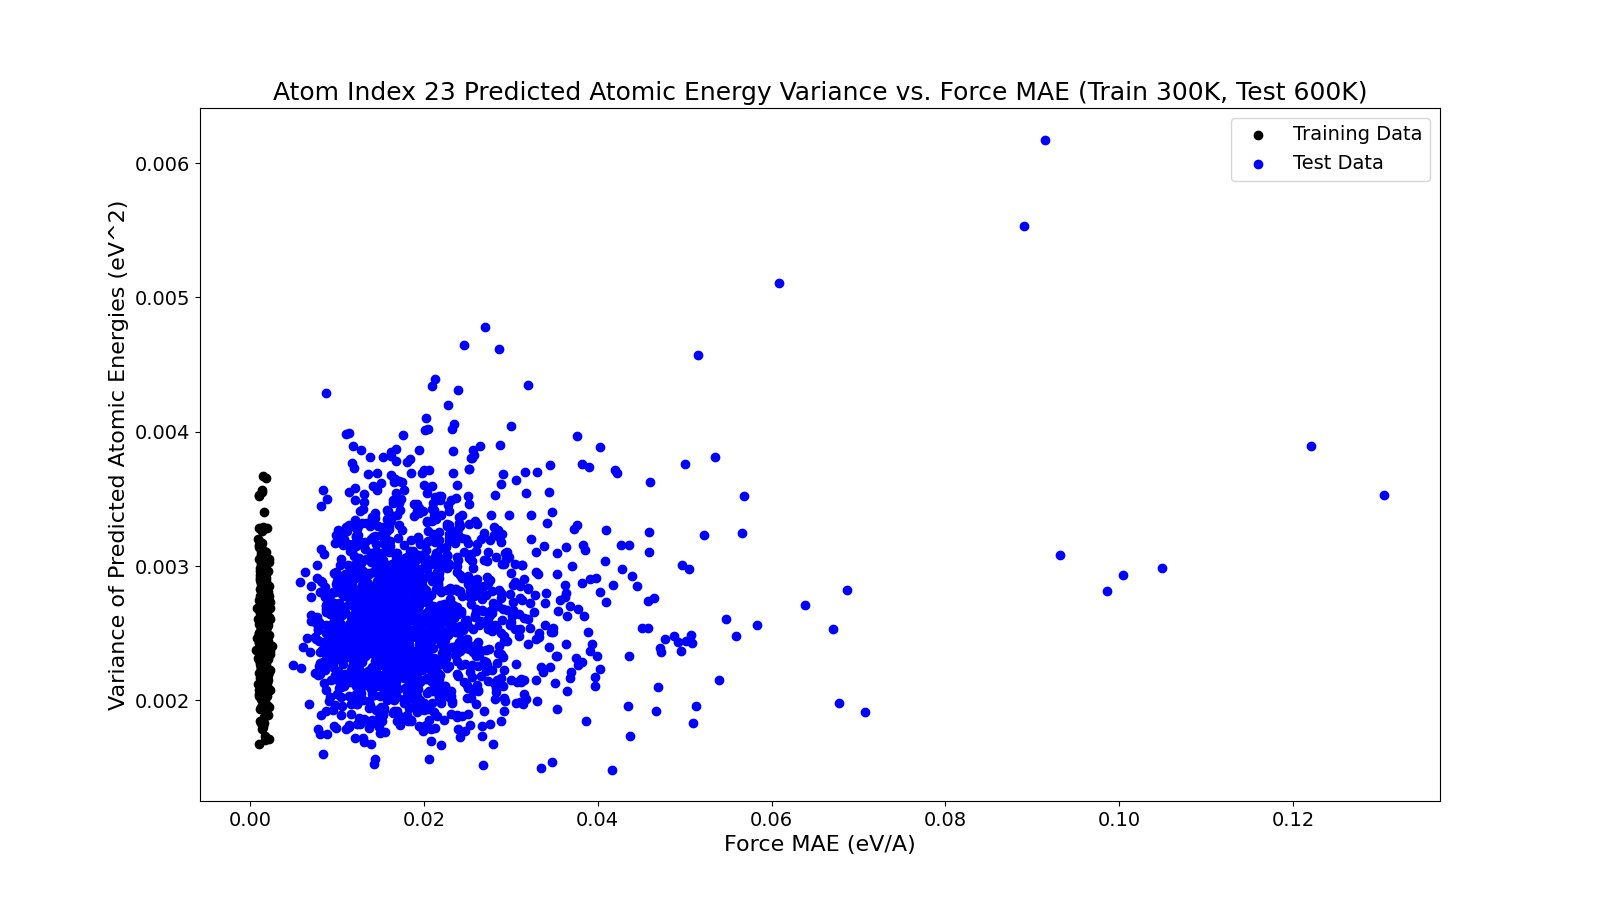 Atom Index 23 Predicted Atomic Energy Variance vs. Force MAE (Train 300K, Test 600K)
Training Data
Test Data
Variance of Predicted Atomic Energies (eV^2)
0.006
0.005
0.004
0.003
0.002
0.00 0.02 0.04 0.06 0.08 0.10 0.12
Force MAE (eV/A)